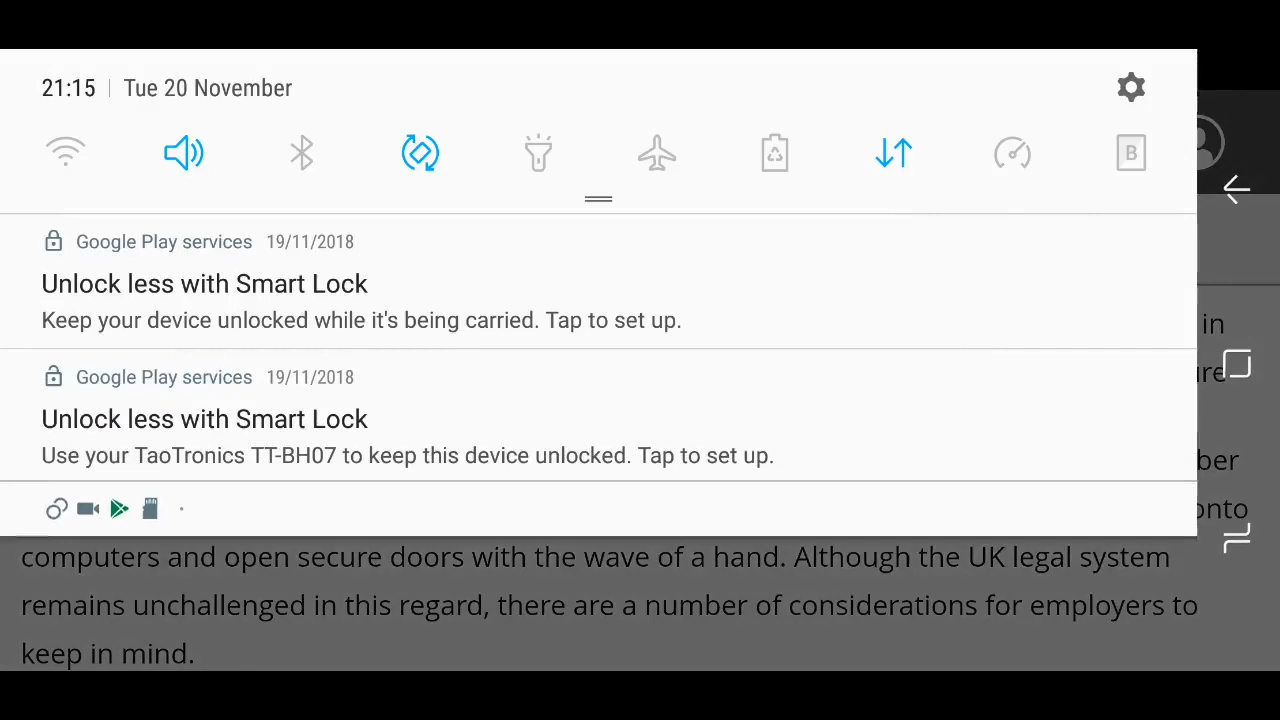 21:15 Tue 20 November
B
Google Play services 19/11/2018
Unlock less with Smart Lock
Keep your device unlocked while it's being carried. Tap to set up.
in
Google Play services 19/11/2018
Unlock less with Smart Lock
Use your TaoTronics TT-BH07 to keep this device unlocked. Tap to set up.
onto
computers and open secure doors with the wave of a hand. Although the UK legal system
remains unchallenged in this regard, there are a number of considerations for employers to
keep in mind.